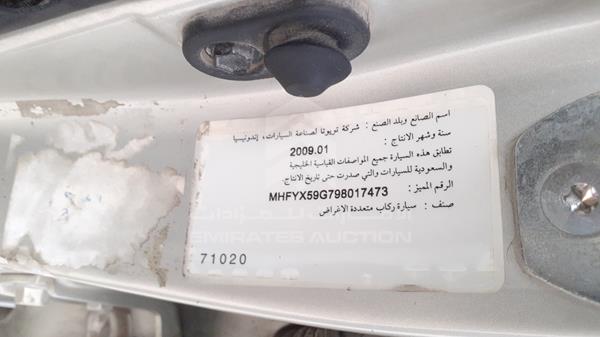 اسم الصانع وبلد الصنع : شركة تويوتا لصناعة السيارات، إندونيسيا
سنة وشهر الانتاج : 2009.01
تطابق هذه السيارة جميع المواصفات القياسية الخليجية
والسعودية للسيارات والتي صدرت حتى تاريخ الانتاج.
الرقم المميز : MHFYX59G798017473
صنف : سيارة ركاب متعددة الاغراض
EMIRATES AUCTION
71020